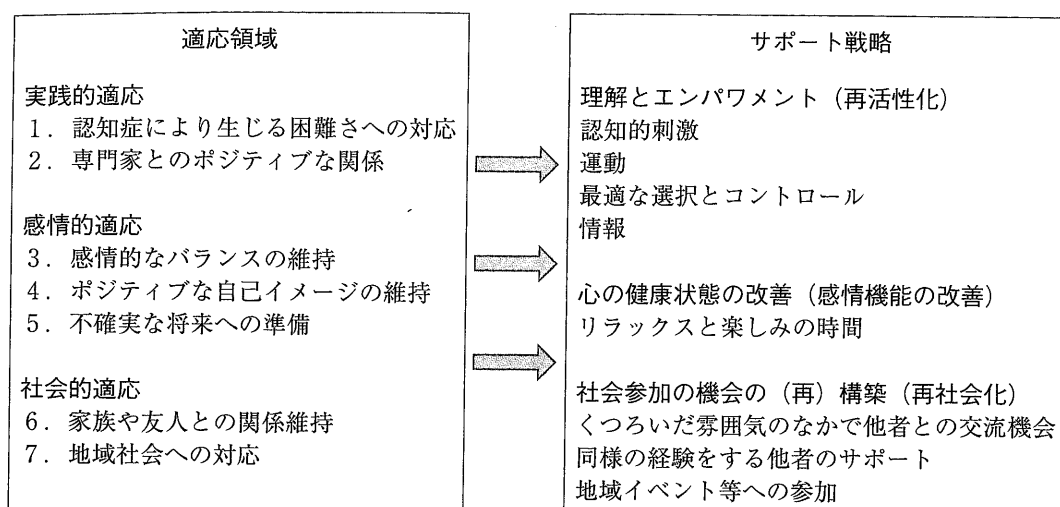 適応領域
実践的適応
1．認知症により生じる困難さへの対応
2．専門家とのポジティブな関係
感情的適応
3．感情的なバランスの維持
4．ポジティブな自己イメージの維持
5．不確実な将来への準備
社会的適応
6．家族や友人との関係維持
7．地域社会への対応
サポート戦略
理解とエンパワメント（再活性化）
認知的刺激
運動
最適な選択とコントロール
情報
心の健康状態の改善（感情機能の改善）
リラックスと楽しみの時間
社会参加の機会の（再）構築（再社会化）
くつろいだ雰囲気のなかで他者との交流機会
同様の経験をする他者のサポート
地域イベント等への参加